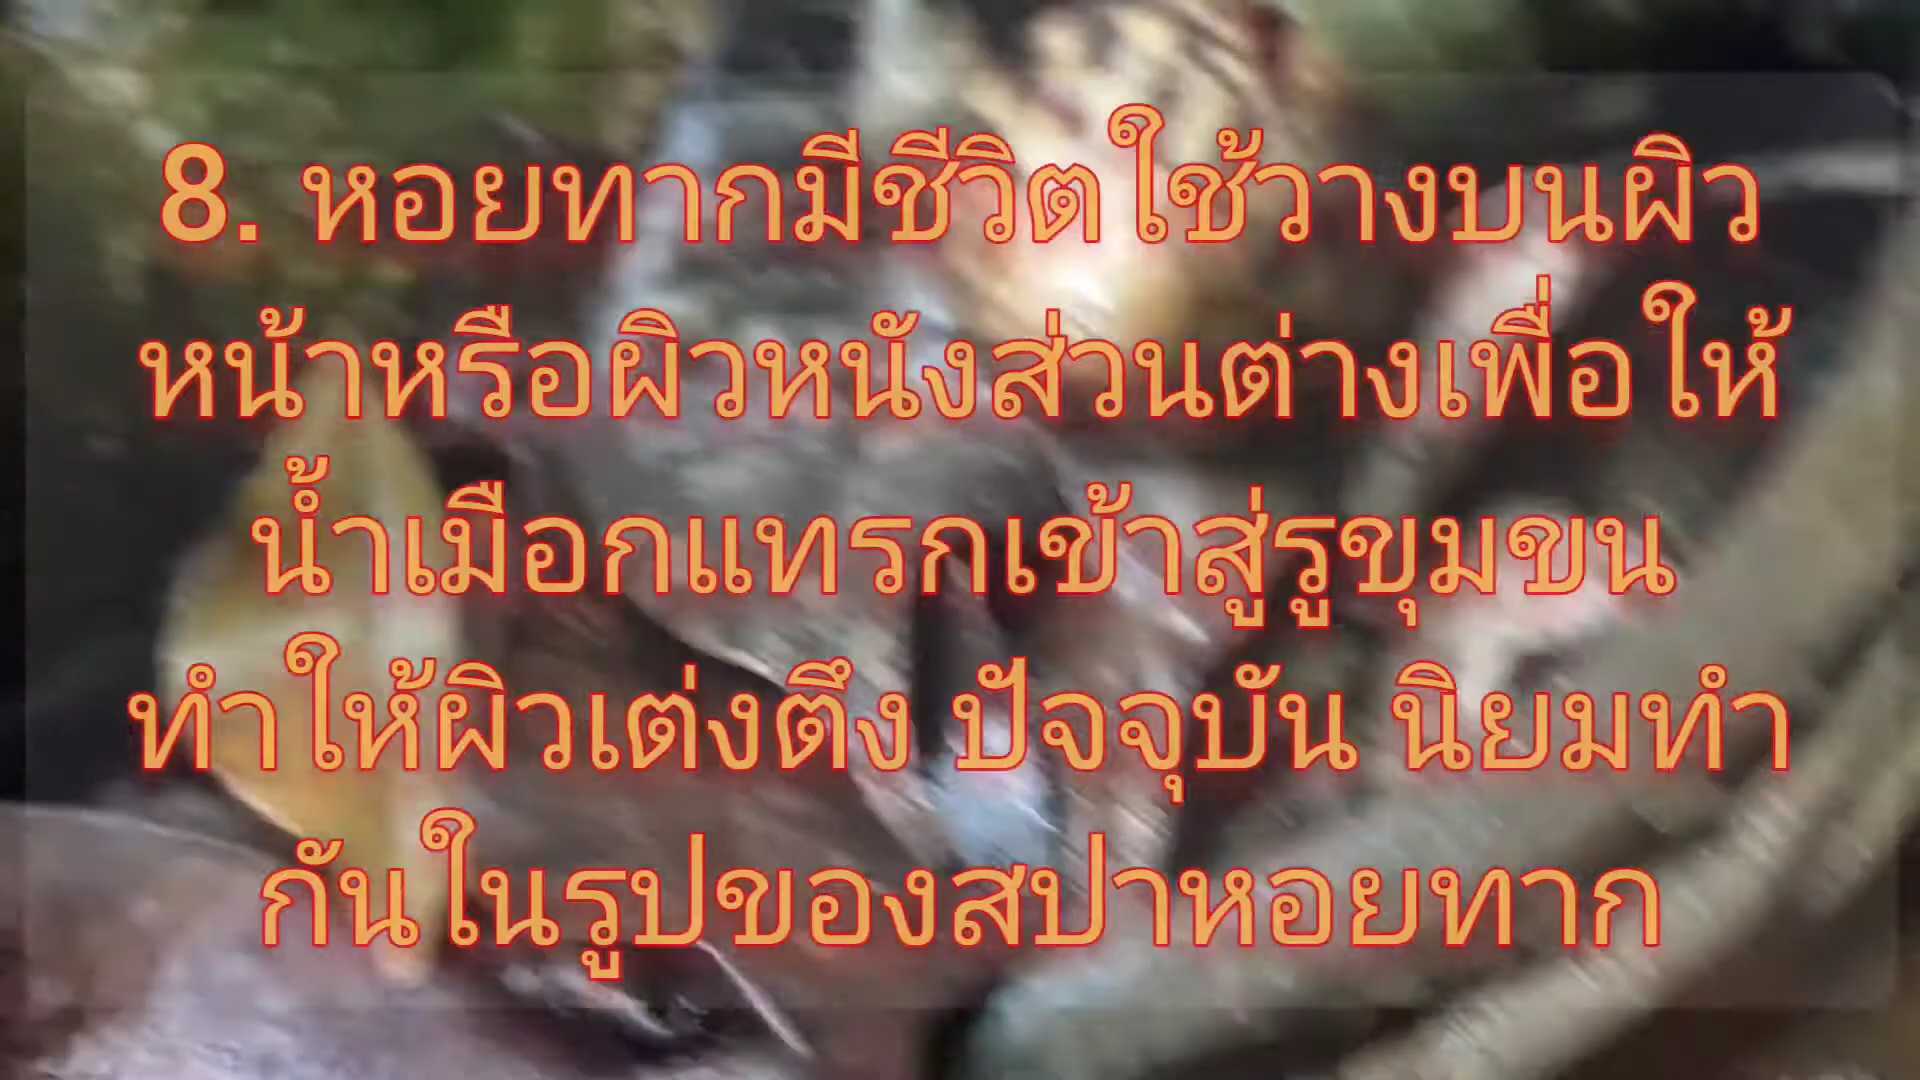 8. หอยทากมีชีวิตใช้วางบนผิว
หน้าหรือผิวหนังส่วนต่างเพื่อให้
น้ำเมือกแทรกเข้าสู่รูขุมขน
ทำให้ผิวเต่งตึง ปัจจุบัน นิยมทำ
กันในรูปของสปาหอยทาก